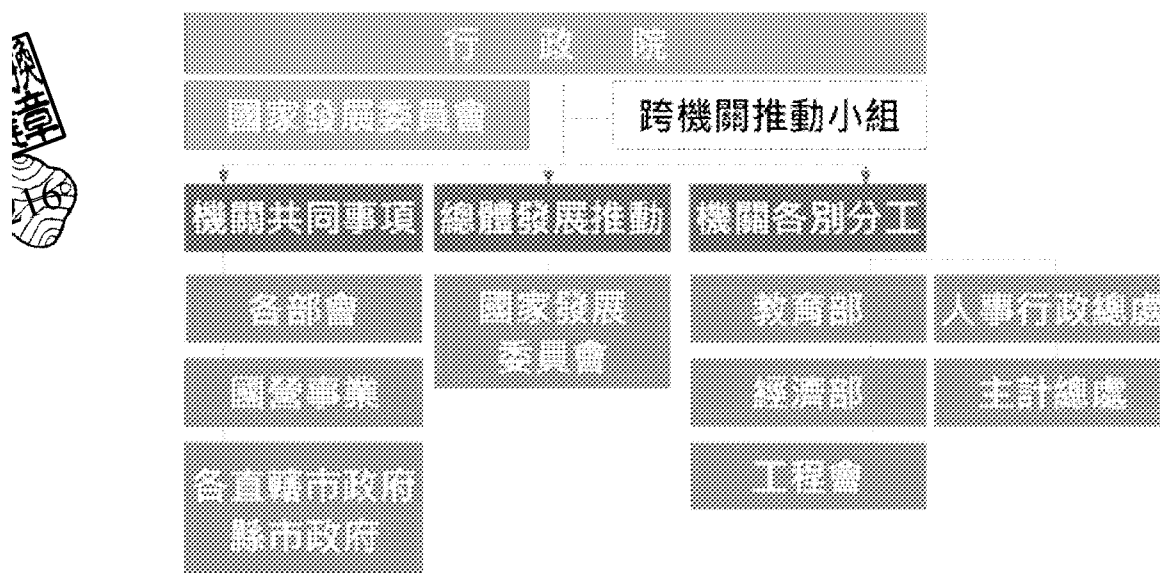 行政院
國家發展委員會
跨機關推動小組
機關共同事項
總體發展推動
機關各別分工
各部會
國營事業
各直轄市政府
縣市政府
國家發展
委員會
教育部
人事行政總處
經濟部
主計總處
工程會
換
章
16